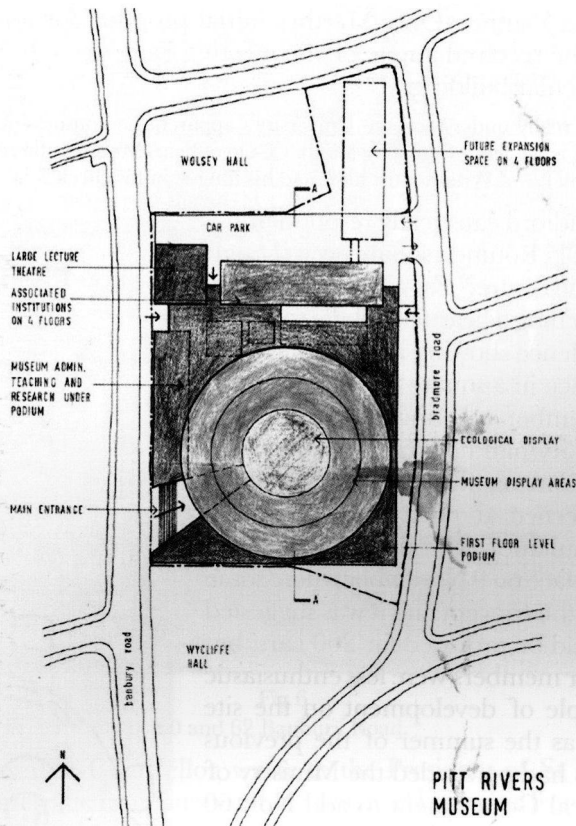 WOLSEY HALL
FUTURE EXPANSION
SPACE ON 4 FLOORS
A
CAR PARK
LARGE LECTURE
THEATRE
ASSOCIATED
INSTITUTIONS
ON 4 FLOORS
MUSEUM ADMIN.
TEACHING AND
RESEARCH UNDER
PODIUM
bradmore road
ECOLOGICAL DISPLAY
MUSEUM DISPLAY AREAS
MAIN ENTRANCE
FIRST FLOOR LEVEL
PODIUM
A
WYCLIFFE
HALL
banbury road
N
PITT RIVERS
MUSEUM